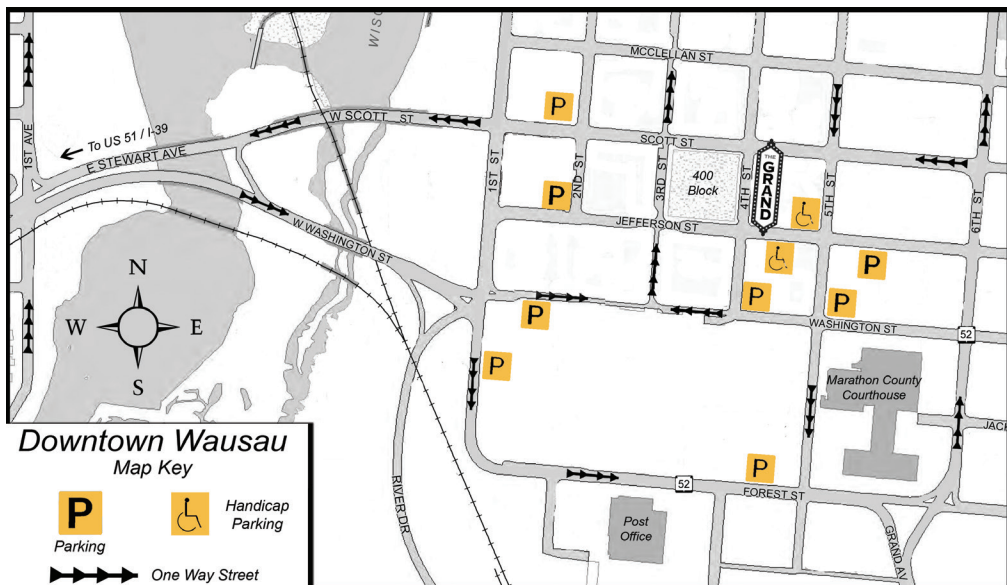 WISC
MCCLELLAN ST
P
W SCOTT ST
To US 51 / I-39
E STEWART AVE
1ST AVE
SCOTT ST
1ST ST
2ND ST
3RD ST
400
Block
4TH ST
THE
GRAND
5TH ST
6TH ST
P
JEFFERSON ST
W WASHINGTON ST
P
P
P
P
WASHINGTON ST
52
N
W E
S
P
Marathon County
Courthouse
JACK
P
52
FOREST ST
RIVER DR
GRAND AV
Post
Office
Downtown Wausau
Map Key
P
Parking
Handicap
Parking
One Way Street